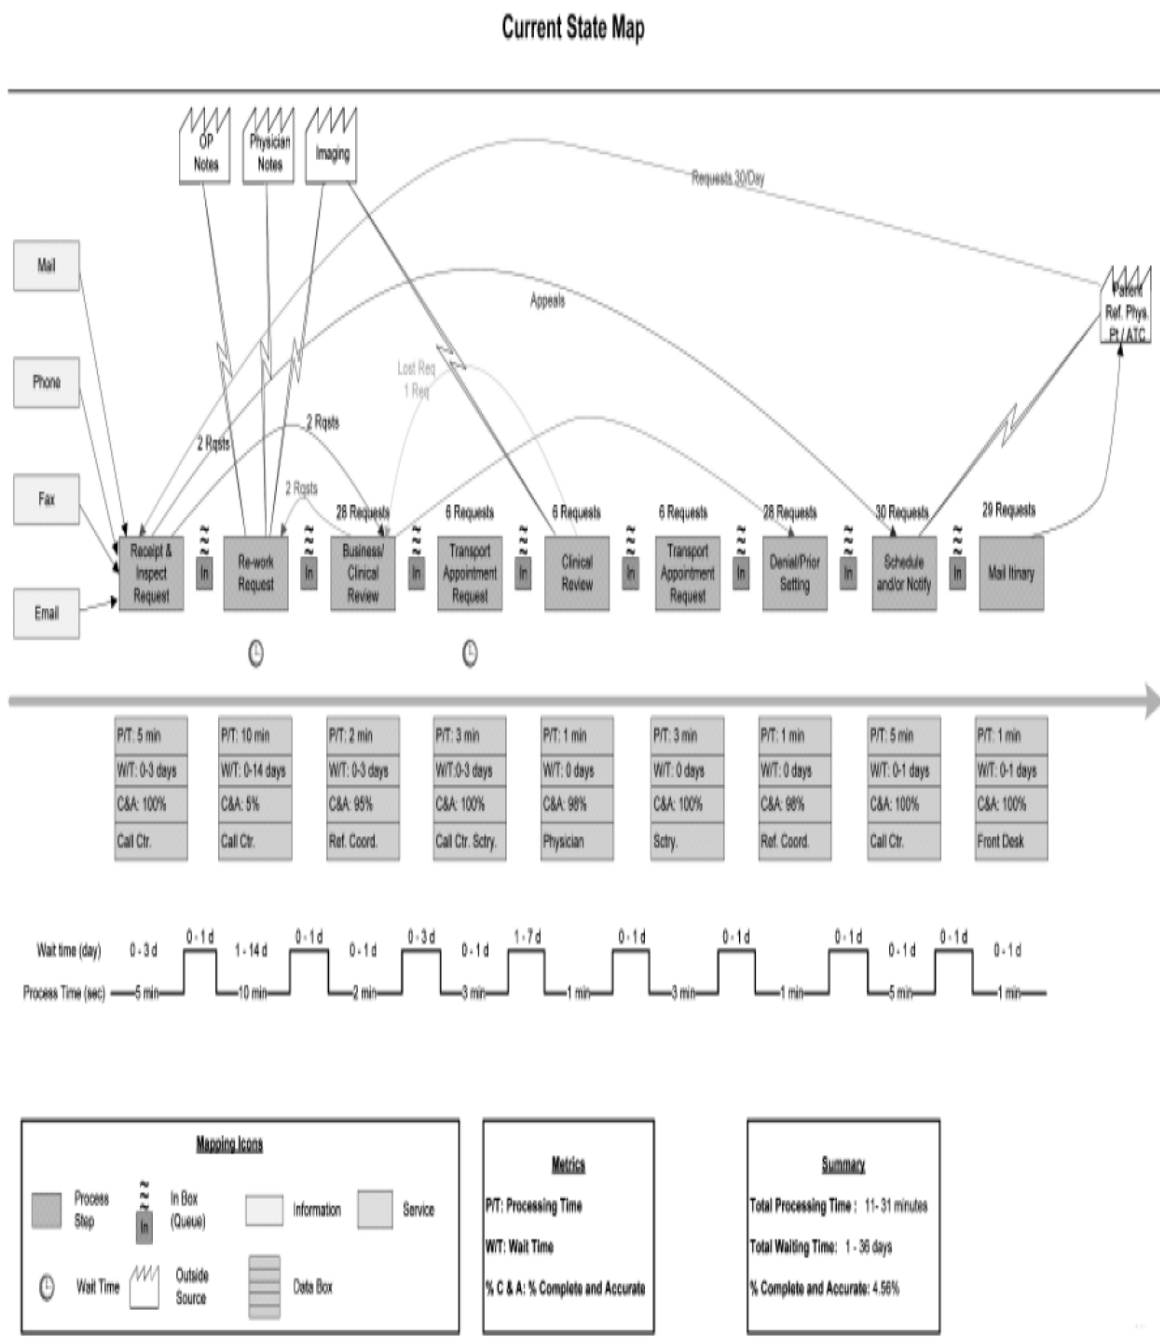 Current State Map
OP
Notes
Physician
Notes
Imaging
Requests 30/Day
Mail
Patient
Ref. Phys.
Pt / ATC
Appeals
Phone
Lost Req
1 Req
2 Rqsts
2 Rqsts
Fax
2 Rqsts
28 Requests
6 Requests
6 Requests
6 Requests
28 Requests
30 Requests
29 Requests
Email
Receipt &
Inspect
Request
In
Re-work
Request
In
Business/
Clinical
Review
In
Transport
Appointment
Request
In
Clinical
Review
In
Transport
Appointment
Request
In
Denial/Prior
Setting
In
Schedule
and/or Notify
In
Mail Itinary
P/T: 5 min
W/T: 0-3 days
C&A: 100%
Call Ctr.
P/T: 10 min
W/T: 0-14 days
C&A: 5%
Call Ctr.
P/T: 2 min
W/T: 0-3 days
C&A: 95%
Ref. Coord.
P/T: 3 min
W/T:0-3 days
C&A: 100%
Call Ctr. Sctry.
P/T: 1 min
W/T: 0 days
C&A: 98%
Physician
P/T: 3 min
W/T: 0 days
C&A: 100%
Sctry.
P/T: 1 min
W/T: 0 days
C&A: 98%
Ref. Coord.
P/T: 5 min
W/T: 0-1 days
C&A: 100%
Call Ctr.
P/T: 1 min
W/T: 0-1 days
C&A: 100%
Front Desk
Wait time (day) 0 - 3 d 0 - 1 d 1 - 14 d 0 - 1 d 0 - 1 d 0 - 3 d 0 - 1 d 1 - 7 d 0 - 1 d 0 - 1 d 0 - 1 d 0 - 1 d 0 - 1 d 0 - 1 d
Process Time (sec) 5 min 10 min 2 min 3 min 1 min 3 min 1 min 5 min 1 min
Mapping Icons
Process
Step
In
In Box
(Queue)
Information
Service
Wait Time
Outside
Source
Data Box
Metrics
P/T: Processing Time
W/T: Wait Time
% C & A: % Complete and Accurate
Summary
Total Processing Time : 11- 31 minutes
Total Waiting Time: 1 - 36 days
% Complete and Accurate: 4.56%